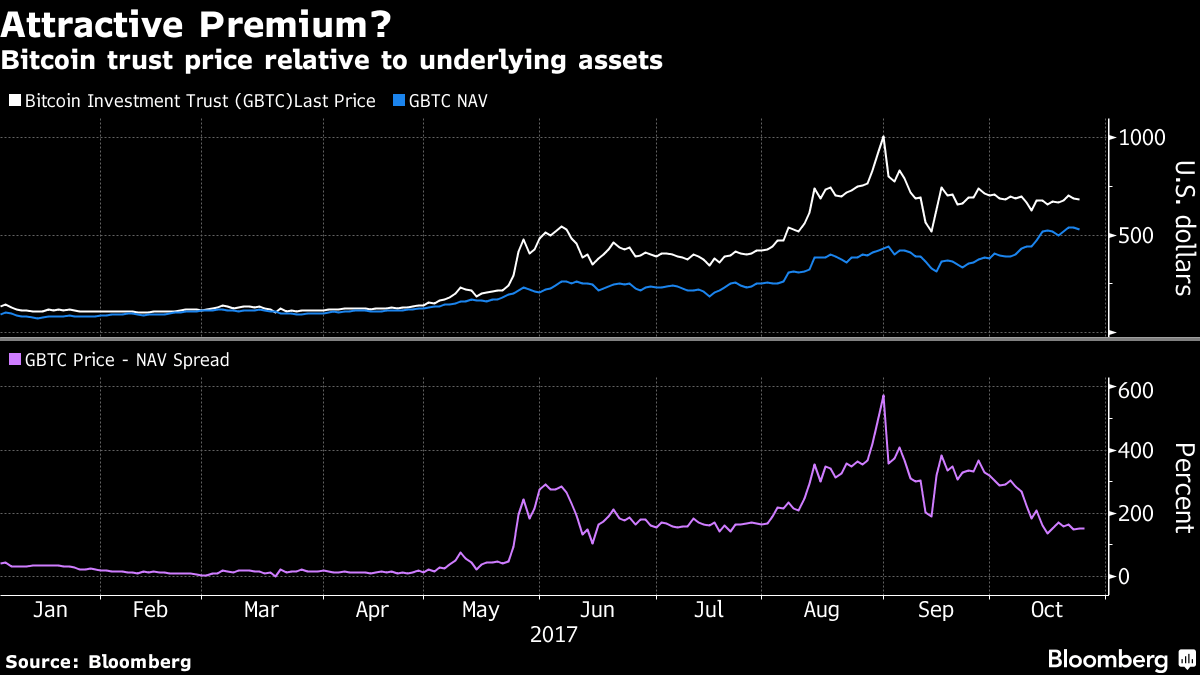 Attractive Premium?
Bitcoin trust price relative to underlying assets
Bitcoin Investment Trust (GBTC)Last Price GBTC NAV
1000
500
U.S. dollars
GBTC Price - NAV Spread
600
400
200
0
Percent
Jan Feb Mar Apr May Jun Jul Aug Sep Oct
2017
Source: Bloomberg
Bloomberg